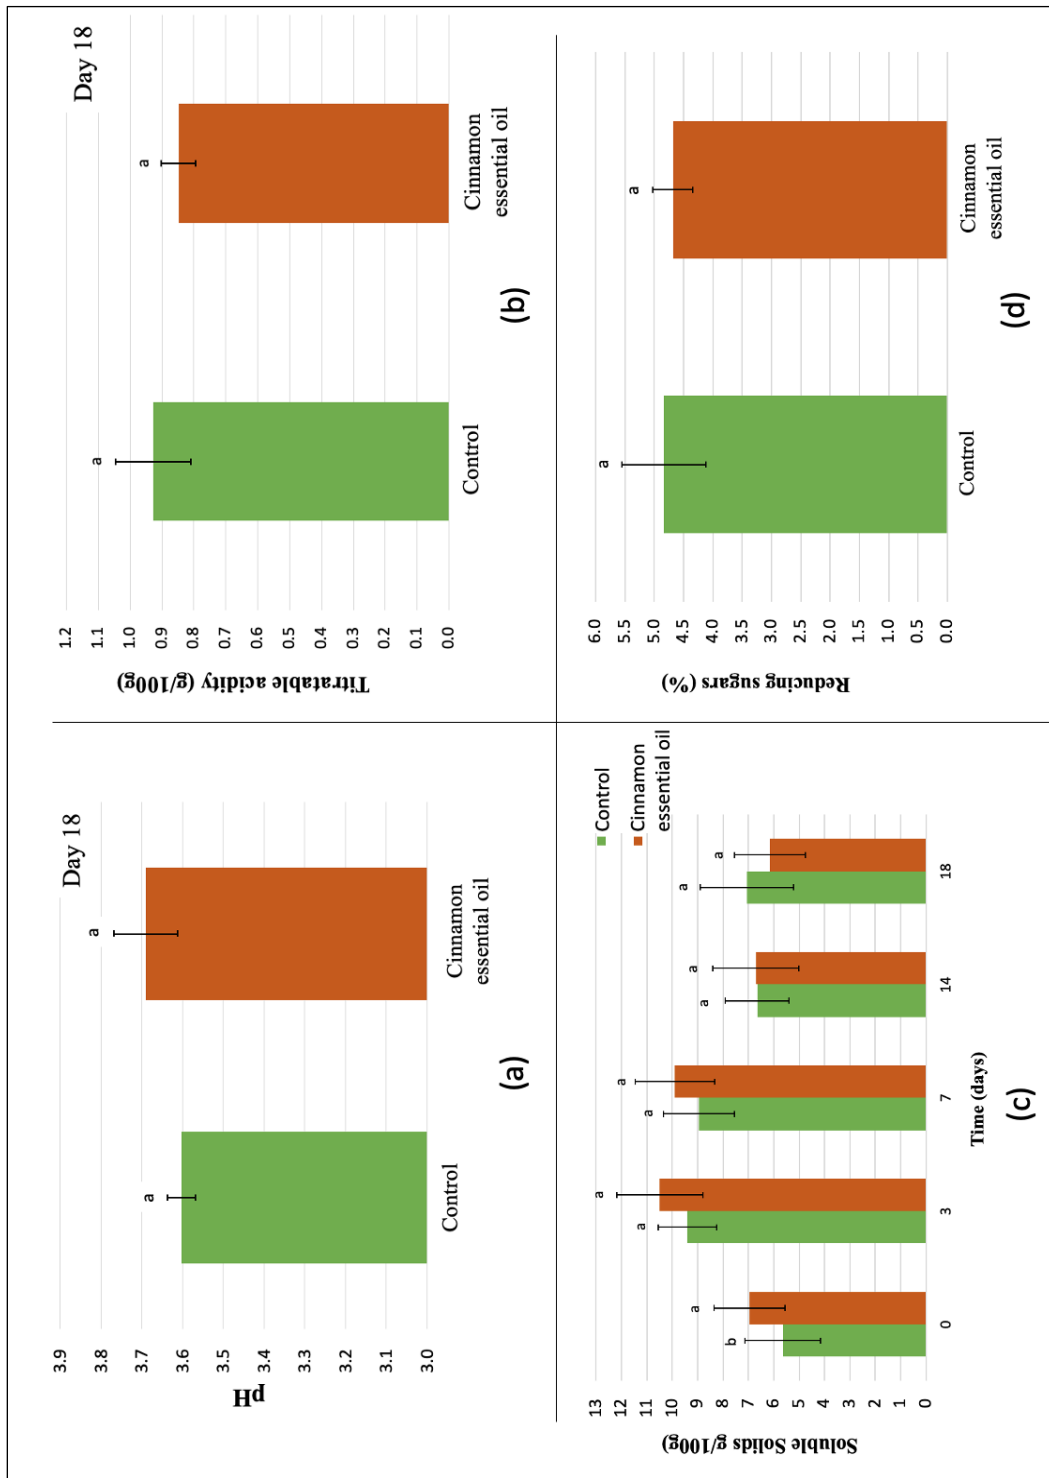 Day 18
pH
3.9
3.8
3.7
3.6
3.5
3.4
3.3
3.2
3.1
3.0
a
a
Control
Cinnamon
essential oil
(a)
Day 18
Titratable acidity (g/100g)
1.2
1.1
1.0
0.9
0.8
0.7
0.6
0.5
0.4
0.3
0.2
0.1
0.0
a
a
Control
Cinnamon
essential oil
(b)
Soluble Solids g/100g)
13
12
11
10
9
8
7
6
5
4
3
2
1
0
Control
Cinnamon
essential oil
b
a
a
a
a
a
a
a
a
a
0
3
7
14
18
Time (days)
(c)
Reducing sugars (%)
6.0
5.5
5.0
4.5
4.0
3.5
3.0
2.5
2.0
1.5
1.0
0.5
0.0
a
a
Control
Cinnamon
essential oil
(d)